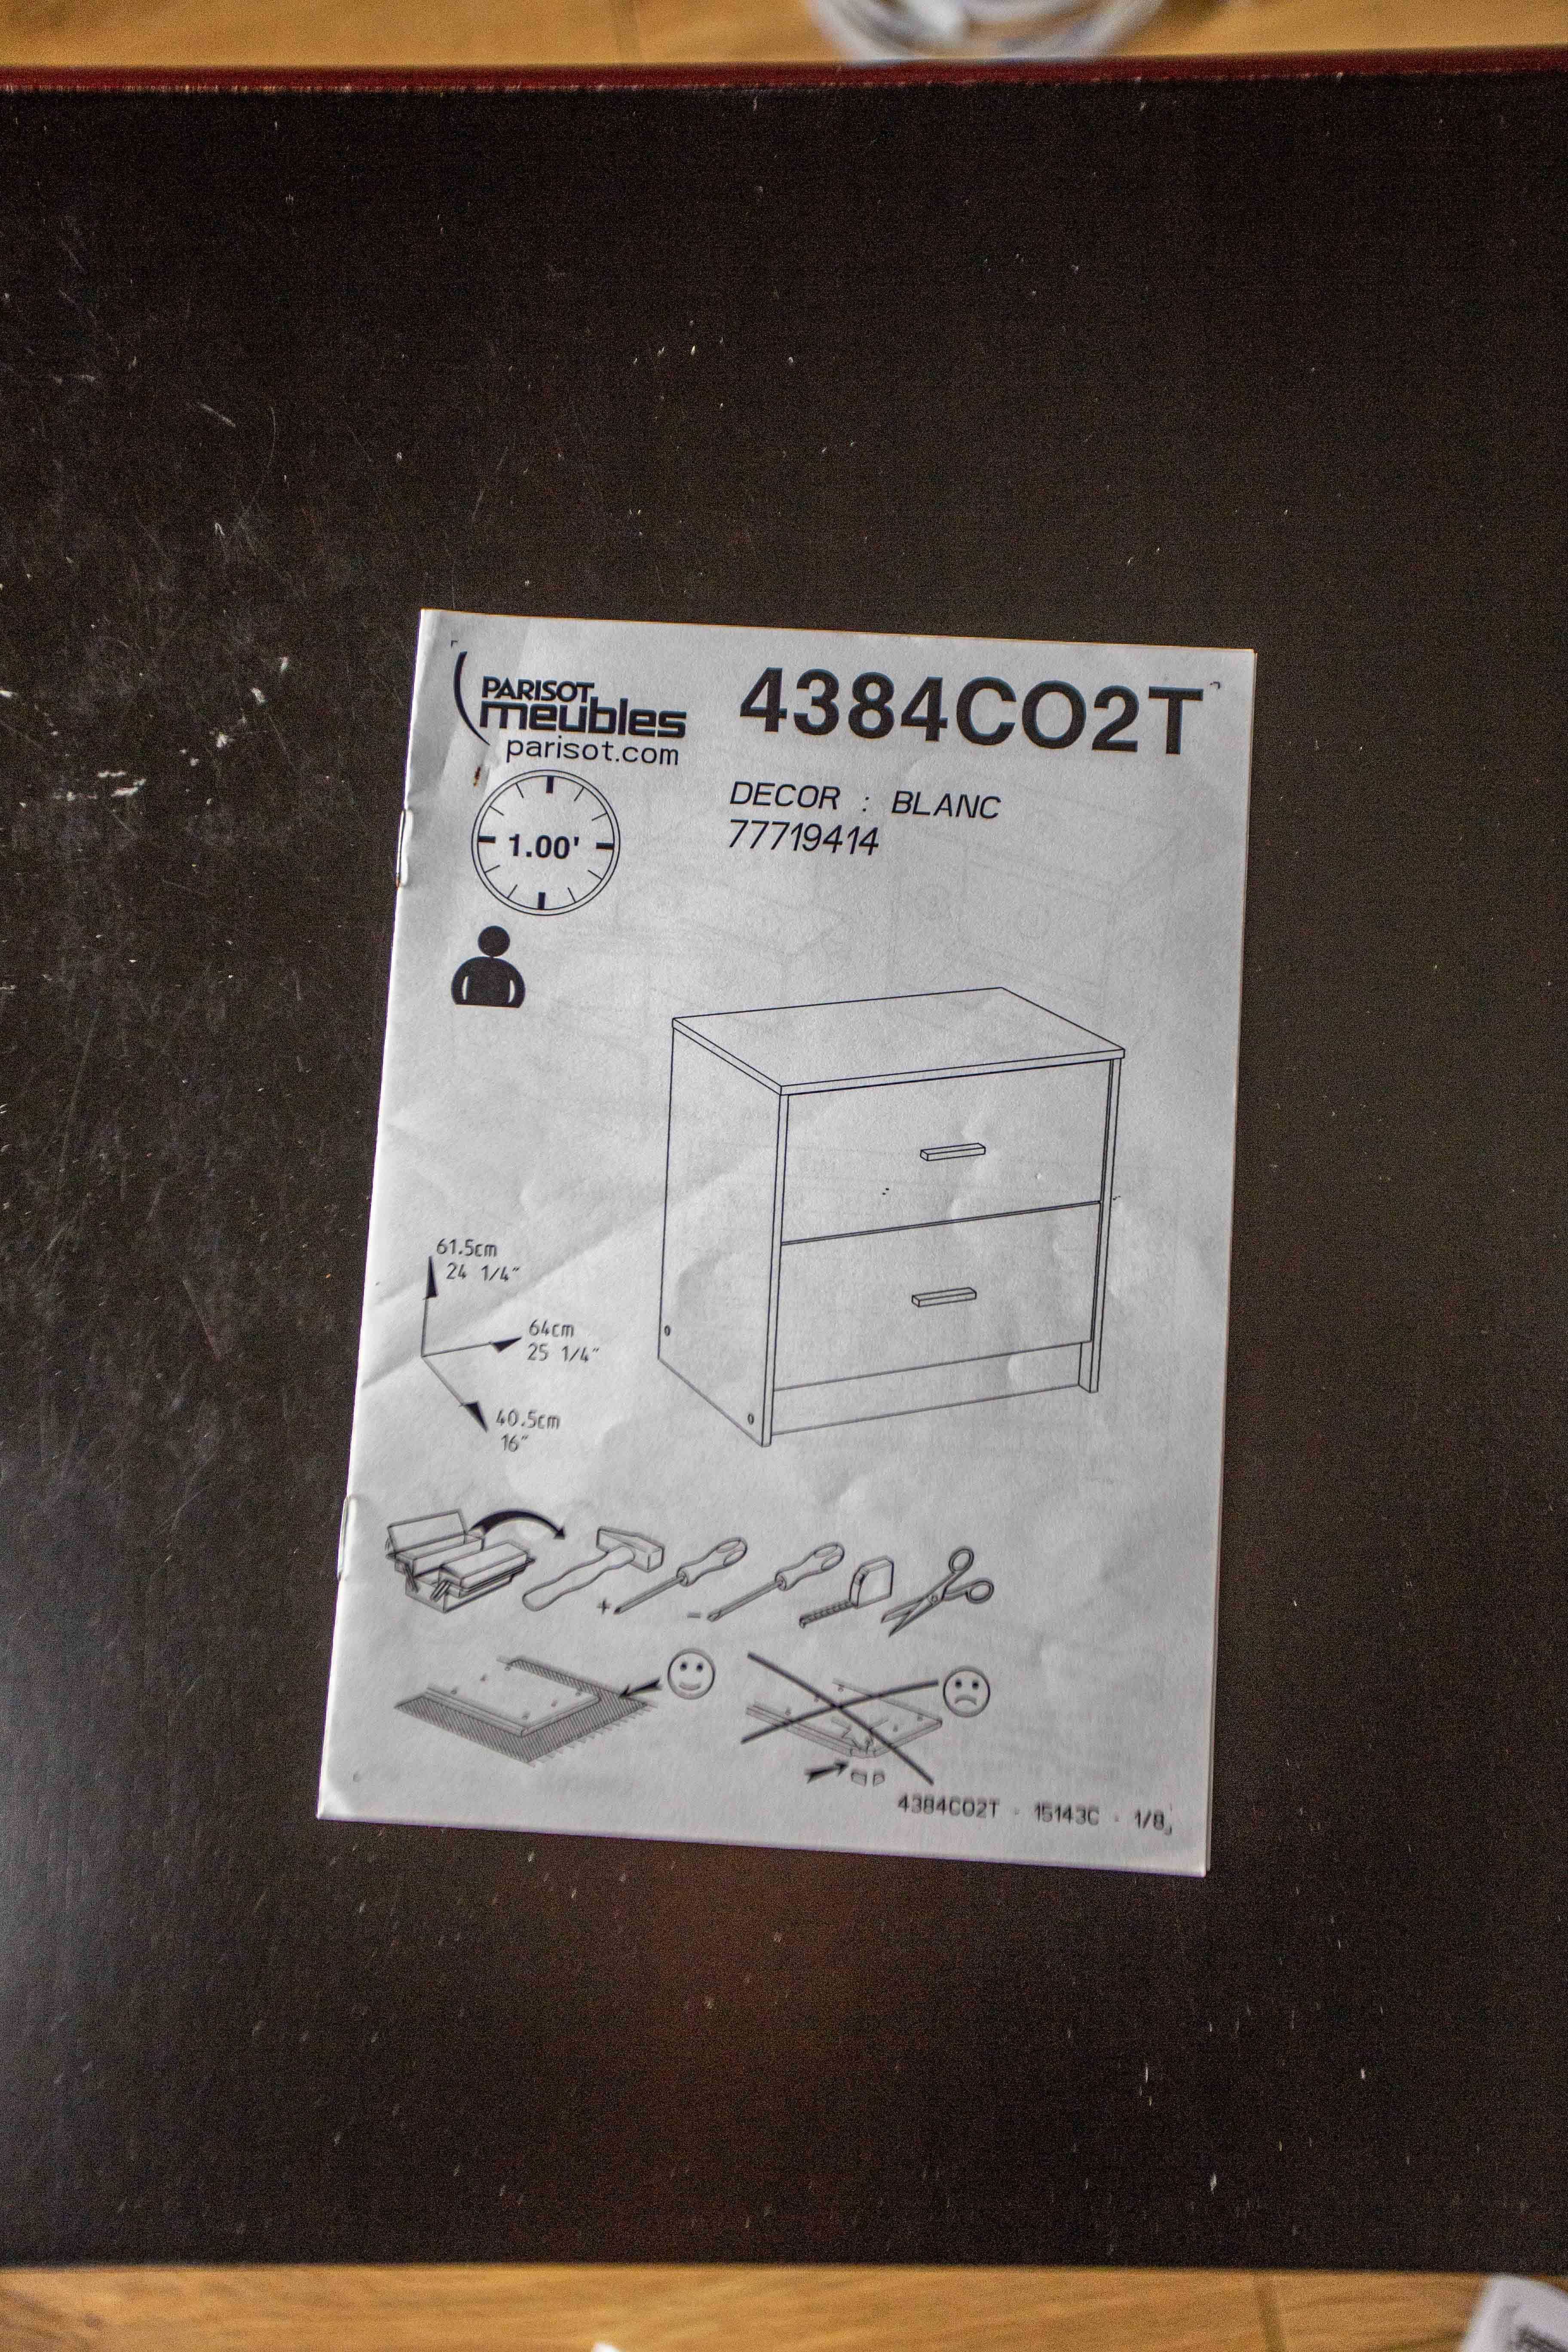 PARISOT
meubles
parisot.com
4384CO2T
DECOR : BLANC
77719414
1.00'
61.5cm
24 1/4"
64cm
25 1/4"
40.5cm
16"
+
-
4384CO2T - 15143C - 1/8